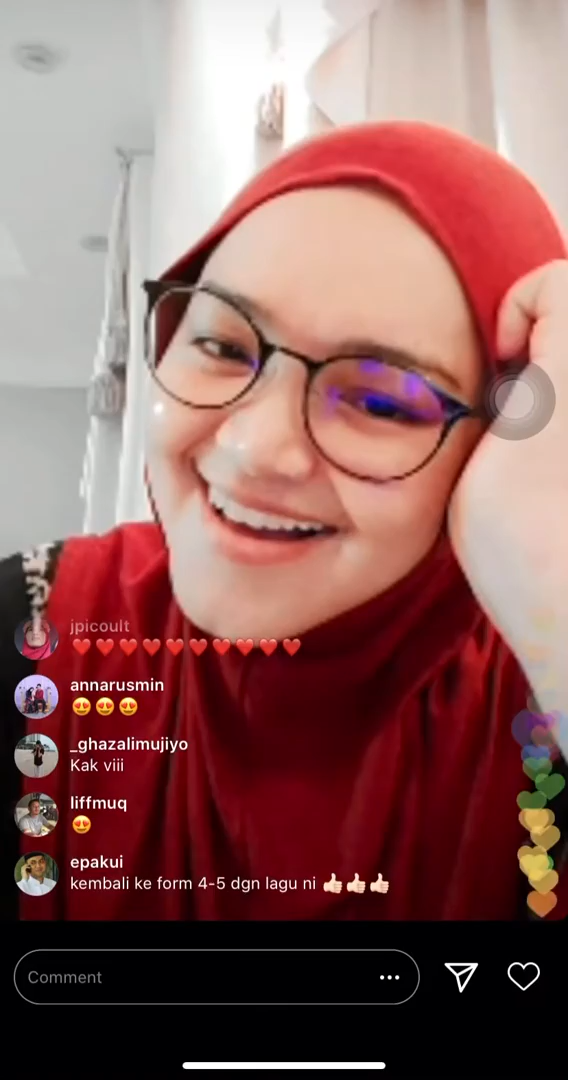 jpicoult
❤️❤️❤️❤️❤️❤️❤️❤️❤️❤️
annarusmin
😍😍😍
_ghazalimujiyo
Kak viii
liffmuq
😍
epakui
kembali ke form 4-5 dgn lagu ni 👍🏻👍🏻👍🏻
Comment